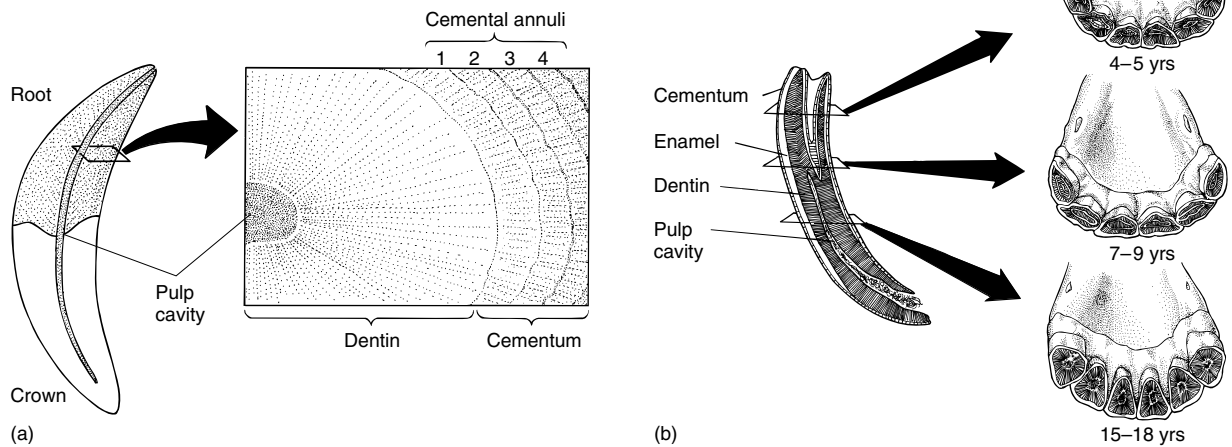 Cemental annuli
1 2 3 4
Root
Pulp
cavity
Crown
Dentin
Cementum
(a)
Cementum
Enamel
Dentin
Pulp
cavity
4–5 yrs
7–9 yrs
15–18 yrs
(b)